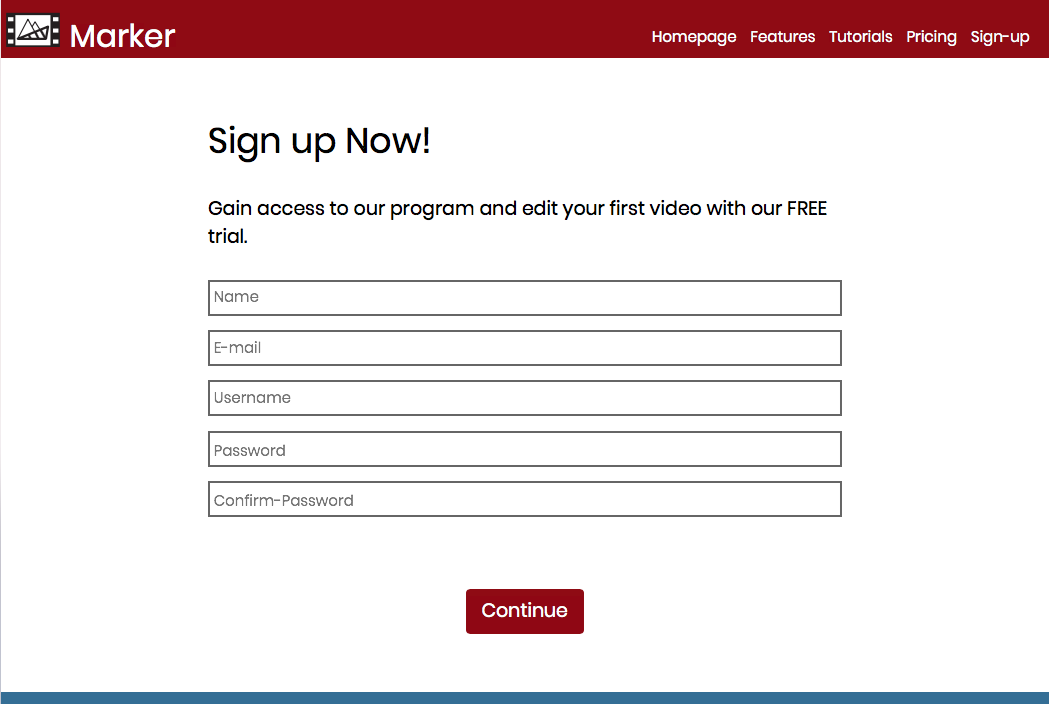 Marker
Homepage Features Tutorials Pricing Sign-up
Sign up Now!
Gain access to our program and edit your first video with our FREE
trial.
Name
E-mail
Username
Password
Confirm-Password
Continue